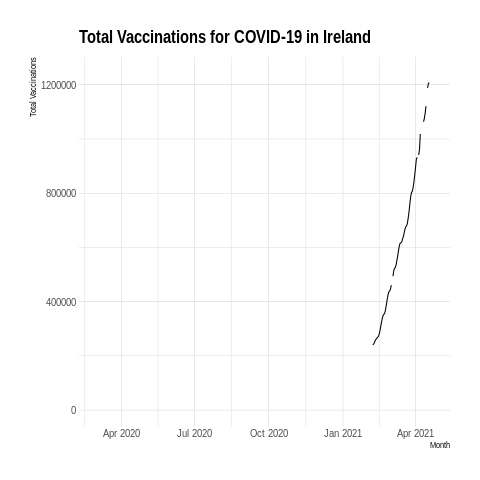 Total Vaccinations for COVID-19 in Ireland
Total Vaccinations
1200000
800000
400000
0
Apr 2020 Jul 2020 Oct 2020 Jan 2021 Apr 2021
Month